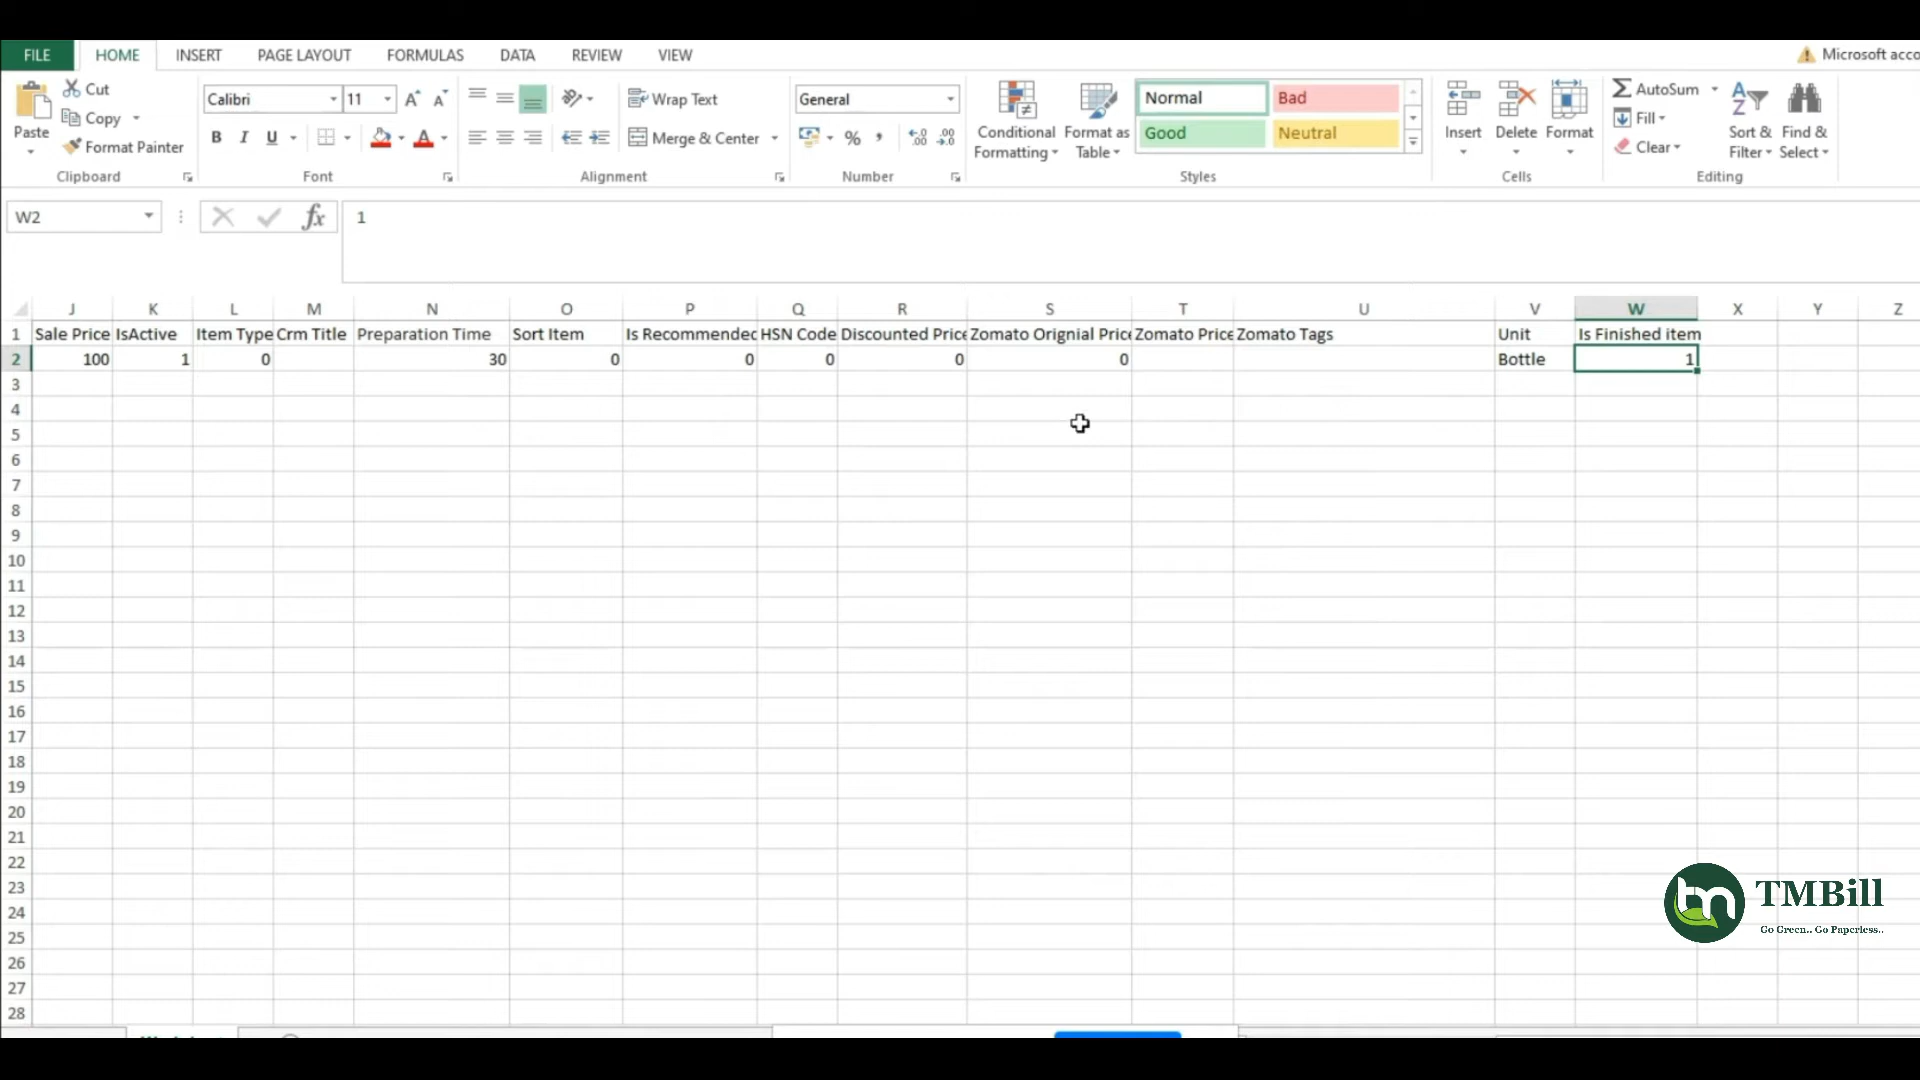 FILE HOME INSERT PAGE LAYOUT FORMULAS DATA REVIEW VIEW Microsoft acco
Paste Cut Copy Format Painter Clipboard
Calibri 11 B I U A A Font
Wrap Text Merge & Center Alignment
General % Number
Conditional Formatting Format as Table Normal Bad Good Neutral Styles
Insert Delete Format Cells
AutoSum Fill Clear Sort & Filter Find & Select Editing
W2 fx 1
J K L M N O P Q R S T U V W X Y Z
1 Sale Price IsActive Item Type Crm Title Preparation Time Sort Item Is Recommended HSN Code Discounted Price Zomato Orignial Price Zomato Price Zomato Tags Unit Is Finished item
2 100 1 0 30 0 0 0 0 0 Bottle 1
3
4
5
6
7
8
9
10
11
12
13
14
15
16
17
18
19
20
21
22
23
24
25
26
27
28
TMBill
Go Green.. Go Paperless..